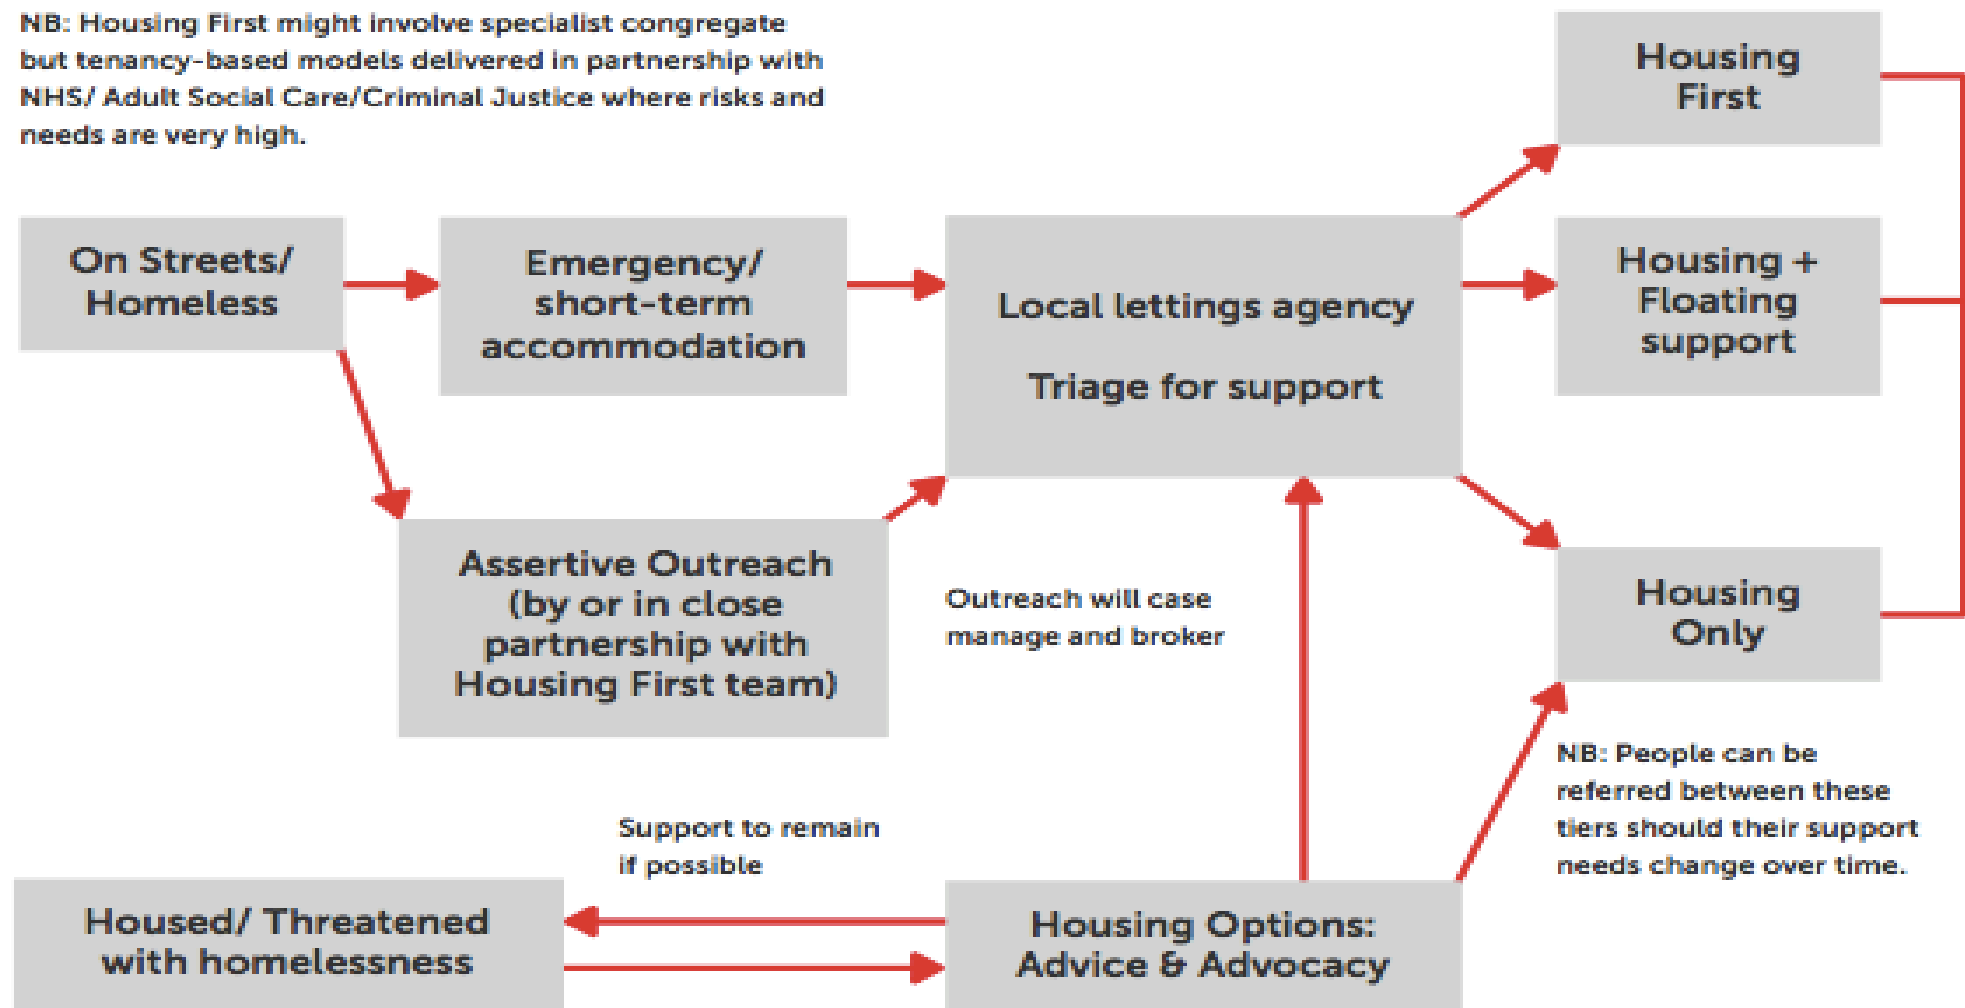 NB: Housing First might involve specialist congregate
but tenancy-based models delivered in partnership with
NHS/ Adult Social Care/Criminal Justice where risks and
needs are very high.
Housing
First
On Streets/
Homeless
Emergency/
short-term
accommodation
Local lettings agency
Triage for support
Housing +
Floating
support
Assertive Outreach
(by or in close
partnership with
Housing First team)
Outreach will case
manage and broker
Housing
Only
NB: People can be
referred between these
tiers should their support
needs change over time.
Support to remain
if possible
Housed/ Threatened
with homelessness
Housing Options:
Advice & Advocacy